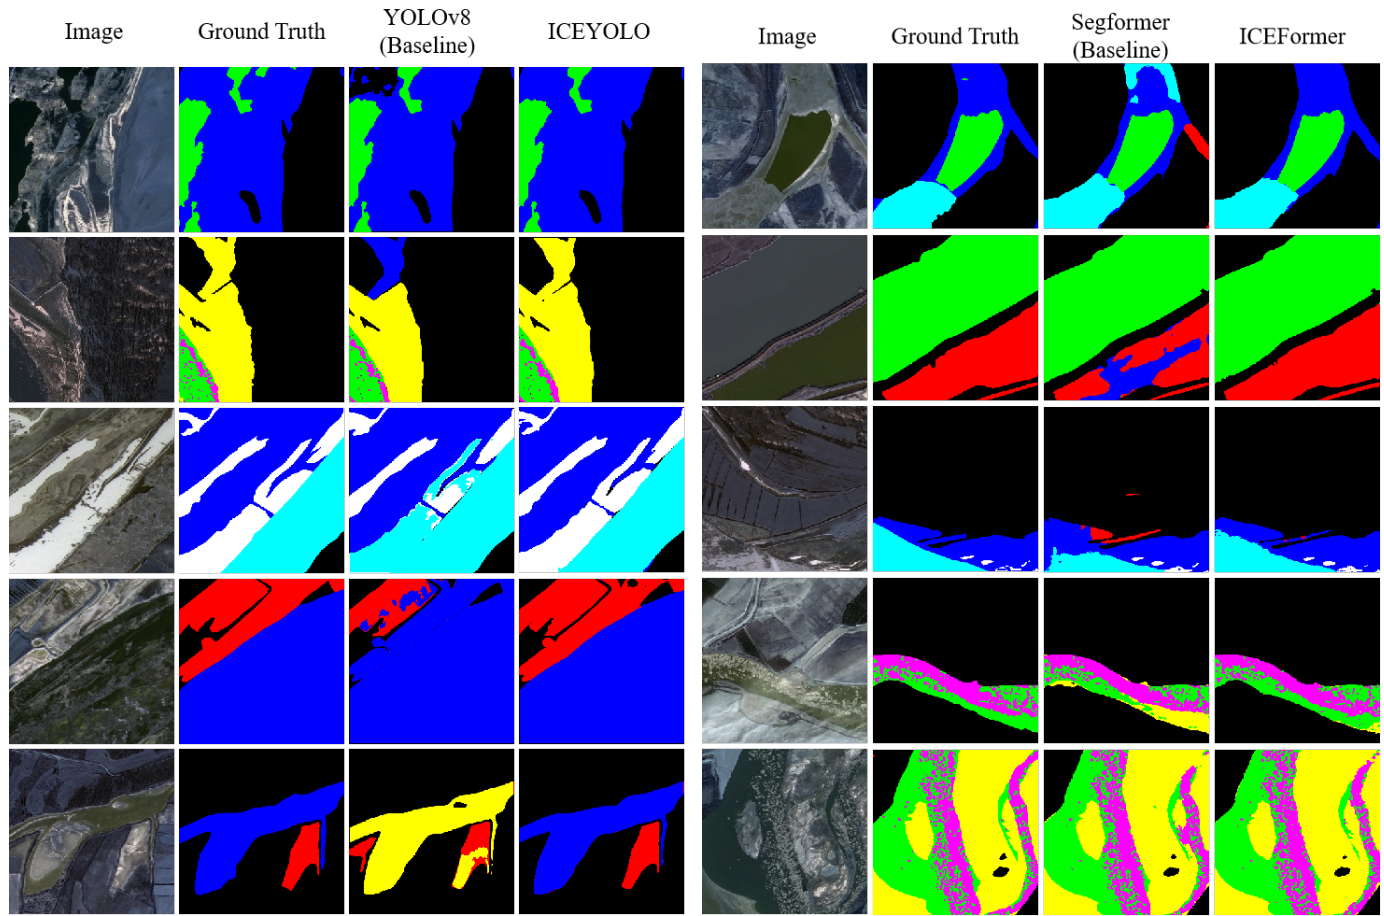 Image
Ground Truth
YOLOv8
(Baseline)
ICEYOLO
Image
Ground Truth
Segformer
(Baseline)
ICEFormer